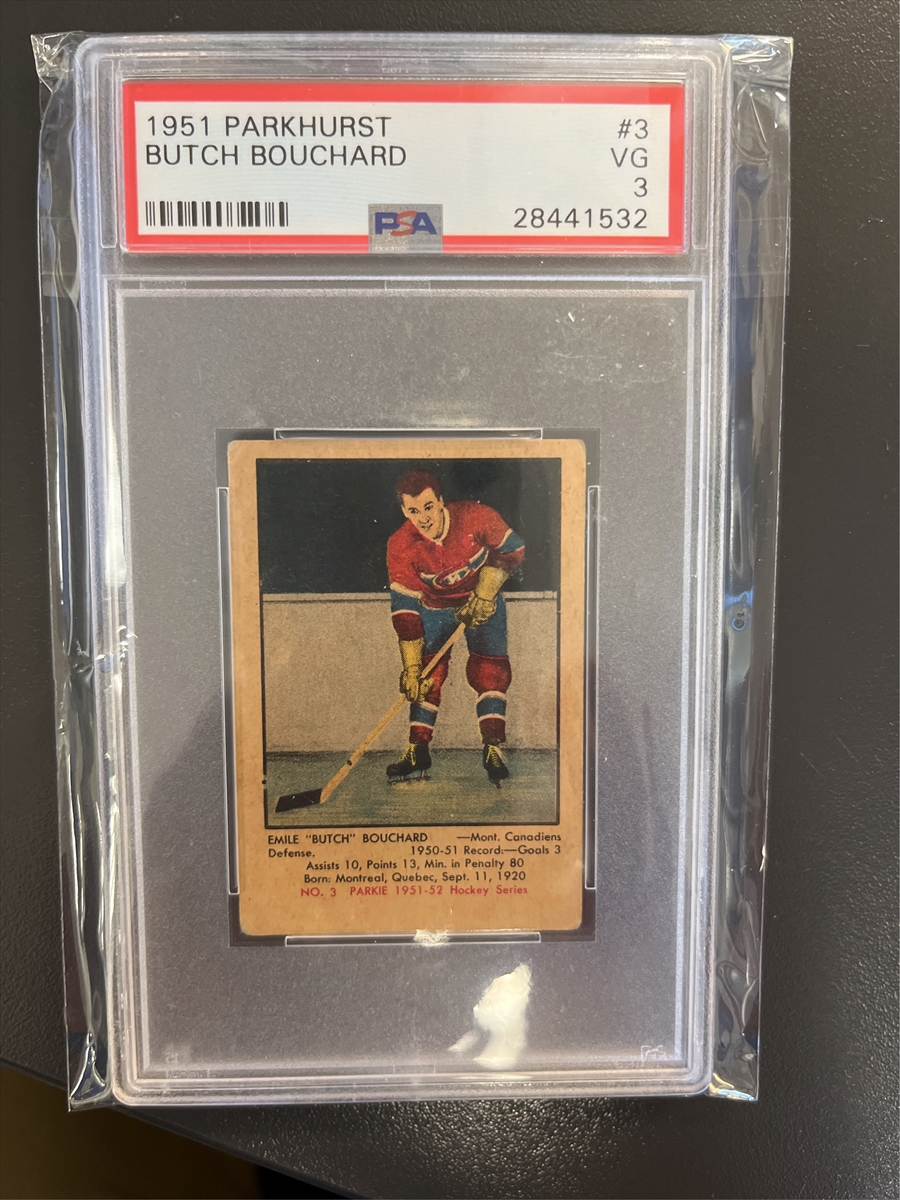 1951 PARKHURST #3
BUTCH BOUCHARD VG
3
PSA 28441532
EMILE "BUTCH" BOUCHARD —Mont. Canadiens
Defense. 1950-51 Record:—Goals 3
Assists 10, Points 13, Min. in Penalty 80
Born: Montreal, Quebec, Sept. 11, 1920
NO. 3 PARKIE 1951-52 Hockey Series